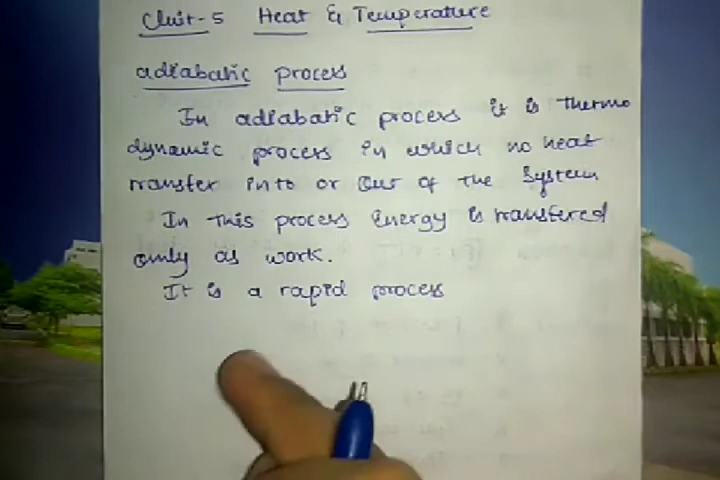 Unit-5 Heat & Temperature
adiabatic process
In adiabatic process it is thermo
dynamic process in which no heat
transfer into or out of the system
In this process energy is transfered
only as work.
It is a rapid process